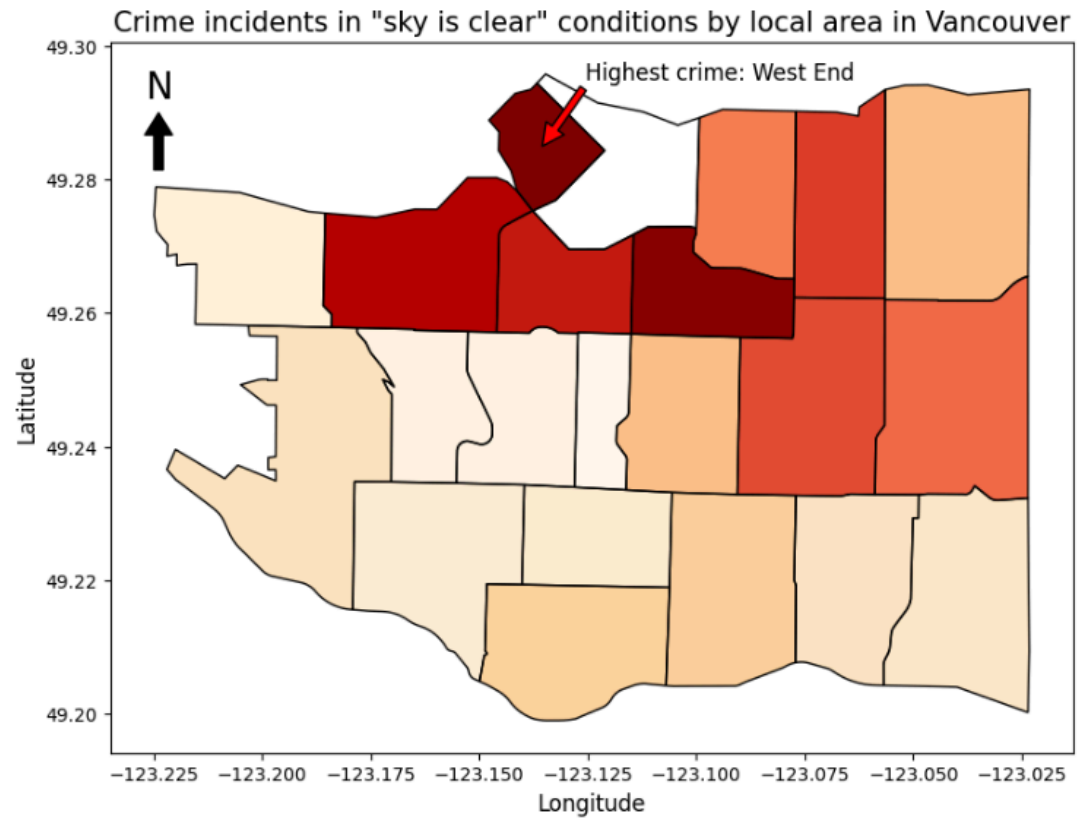 Crime incidents in "sky is clear" conditions by local area in Vancouver
Highest crime: West End
N
49.30
49.28
49.26
49.24
49.22
49.20
Latitude
−123.225 −123.200 −123.175 −123.150 −123.125 −123.100 −123.075 −123.050 −123.025
Longitude